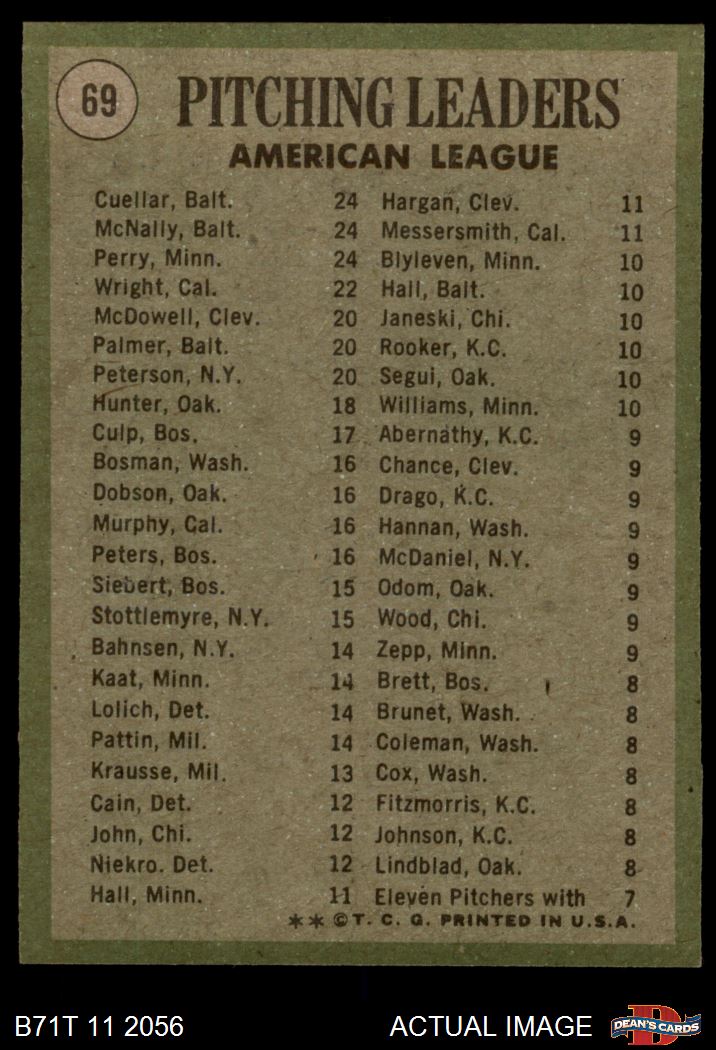 69
PITCHING LEADERS
AMERICAN LEAGUE
Cuellar, Balt. 24
McNally, Balt. 24
Perry, Minn. 24
Wright, Cal. 22
McDowell, Clev. 20
Palmer, Balt. 20
Peterson, N.Y. 20
Hunter, Oak. 18
Culp, Bos. 17
Bosman, Wash. 16
Dobson, Oak. 16
Murphy, Cal. 16
Peters, Bos. 16
Siebert, Bos. 15
Stottlemyre, N.Y. 15
Bahnsen, N.Y. 14
Kaat, Minn. 14
Lolich, Det. 14
Pattin, Mil. 14
Krausse, Mil. 13
Cain, Det. 12
John, Chi. 12
Niekro. Det. 12
Hall, Minn. 11
Hargan, Clev. 11
Messersmith, Cal. 11
Blyleven, Minn. 10
Hall, Balt. 10
Janeski, Chi. 10
Rooker, K.C. 10
Segui, Oak. 10
Williams, Minn. 10
Abernathy, K.C. 9
Chance, Clev. 9
Drago, K.C. 9
Hannan, Wash. 9
McDaniel, N.Y. 9
Odom, Oak. 9
Wood, Chi. 9
Zepp, Minn. 9
Brett, Bos. 8
Brunet, Wash. 8
Coleman, Wash. 8
Cox, Wash. 8
Fitzmorris, K.C. 8
Johnson, K.C. 8
Lindblad, Oak. 8
Eleven Pitchers with 7
**©T. C. G. PRINTED IN U.S.A.
B71T 11 2056
ACTUAL IMAGE
D
DEAN'S CARDS